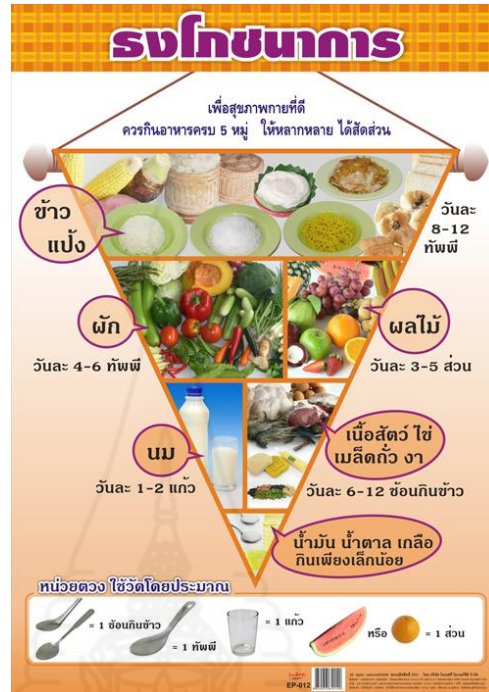 ธงโภชนาการ
เพื่อสุขภาพกายที่ดี
ควรกินอาหารครบ 5 หมู่ ให้หลากหลาย ได้สัดส่วน
ข้าว
แป้ง
วันละ
8-12
ทัพพี
ผัก
วันละ 4-6 ทัพพี
ผลไม้
วันละ 3-5 ส่วน
นม
วันละ 1-2 แก้ว
เนื้อสัตว์ ไข่
เมล็ดถั่ว งา
วันละ 6-12 ช้อนกินข้าว
น้ำมัน น้ำตาล เกลือ
กินเพียงเล็กน้อย
หน่วยตวง ใช้วัดโดยประมาณ
= 1 ช้อนกินข้าว
= 1 ทัพพี
= 1 แก้ว
หรือ
= 1 ส่วน
EP-012